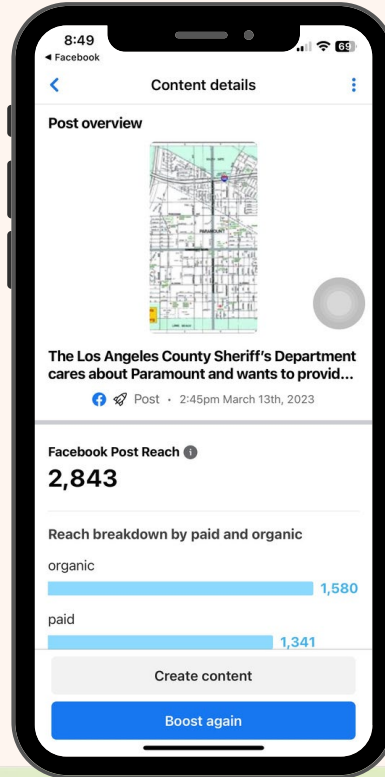 8:49
69
◀ Facebook
Content details
Post overview
PARAMOUNT
The Los Angeles County Sheriff's Department
cares about Paramount and wants to provid...
Post · 2:45pm March 13th, 2023
Facebook Post Reach
2,843
Reach breakdown by paid and organic
organic
1,580
paid
1,341
Create content
Boost again